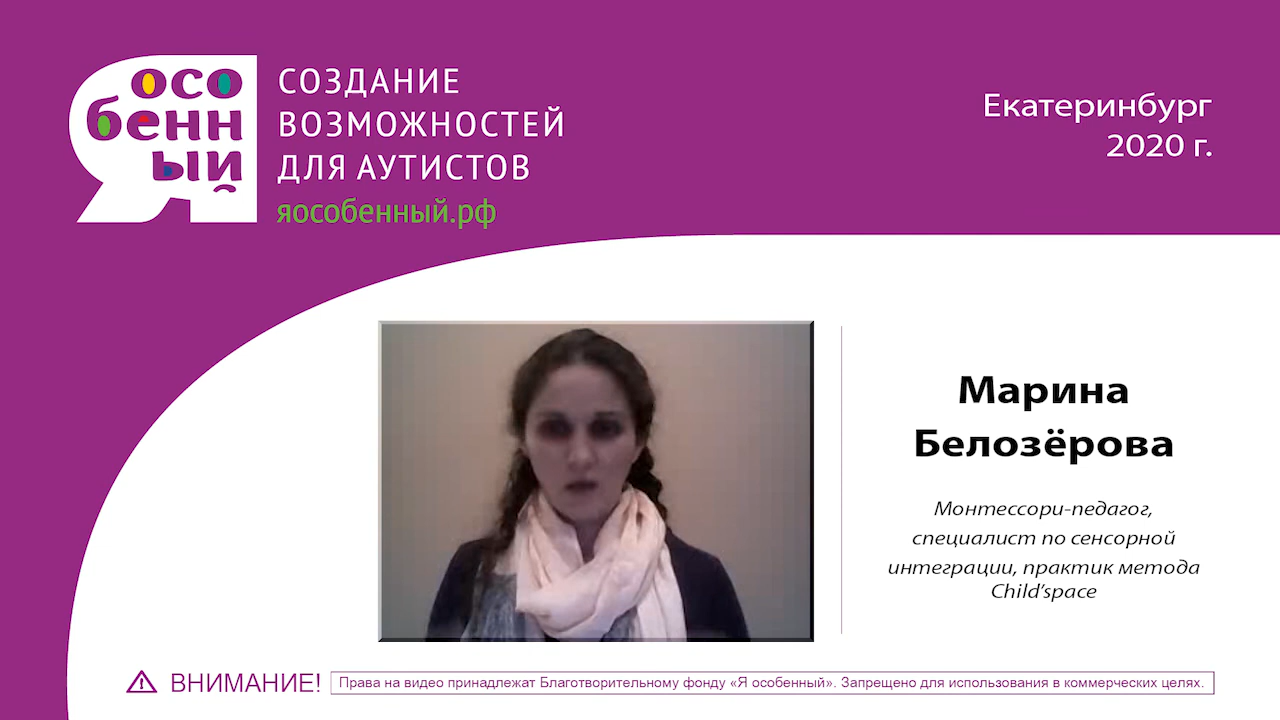 осо
бенн
ый
Я
СОЗДАНИЕ
ВОЗМОЖНОСТЕЙ
ДЛЯ АУТИСТОВ
яособенный.рф
Екатеринбург
2020 г.
Марина
Белозёрова
Монтессори-педагог,
специалист по сенсорной
интеграции, практик метода
Child’space
ВНИМАНИЕ!
Права на видео принадлежат Благотворительному фонду «Я особенный». Запрещено для использования в коммерческих целях.